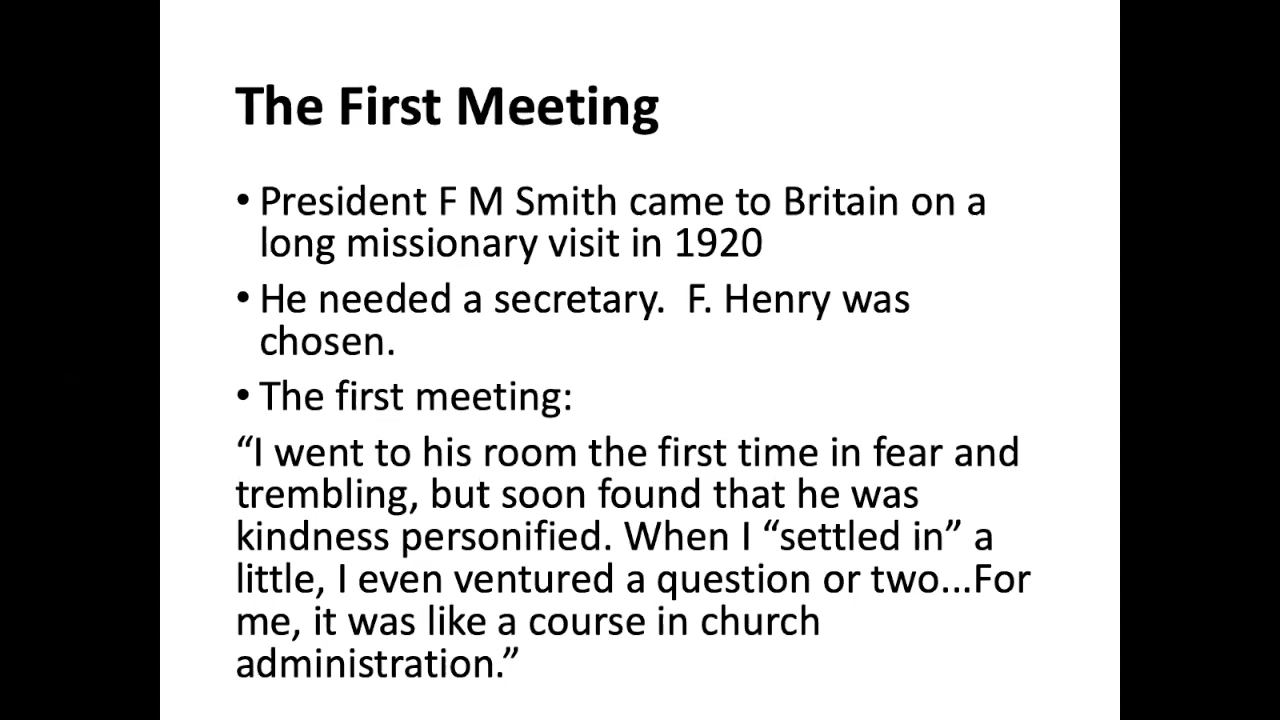 The First Meeting
• President F M Smith came to Britain on a
long missionary visit in 1920
• He needed a secretary.  F. Henry was
chosen.
• The first meeting:
“I went to his room the first time in fear and
trembling, but soon found that he was
kindness personified. When I “settled in” a
little, I even ventured a question or two...For
me, it was like a course in church
administration.”